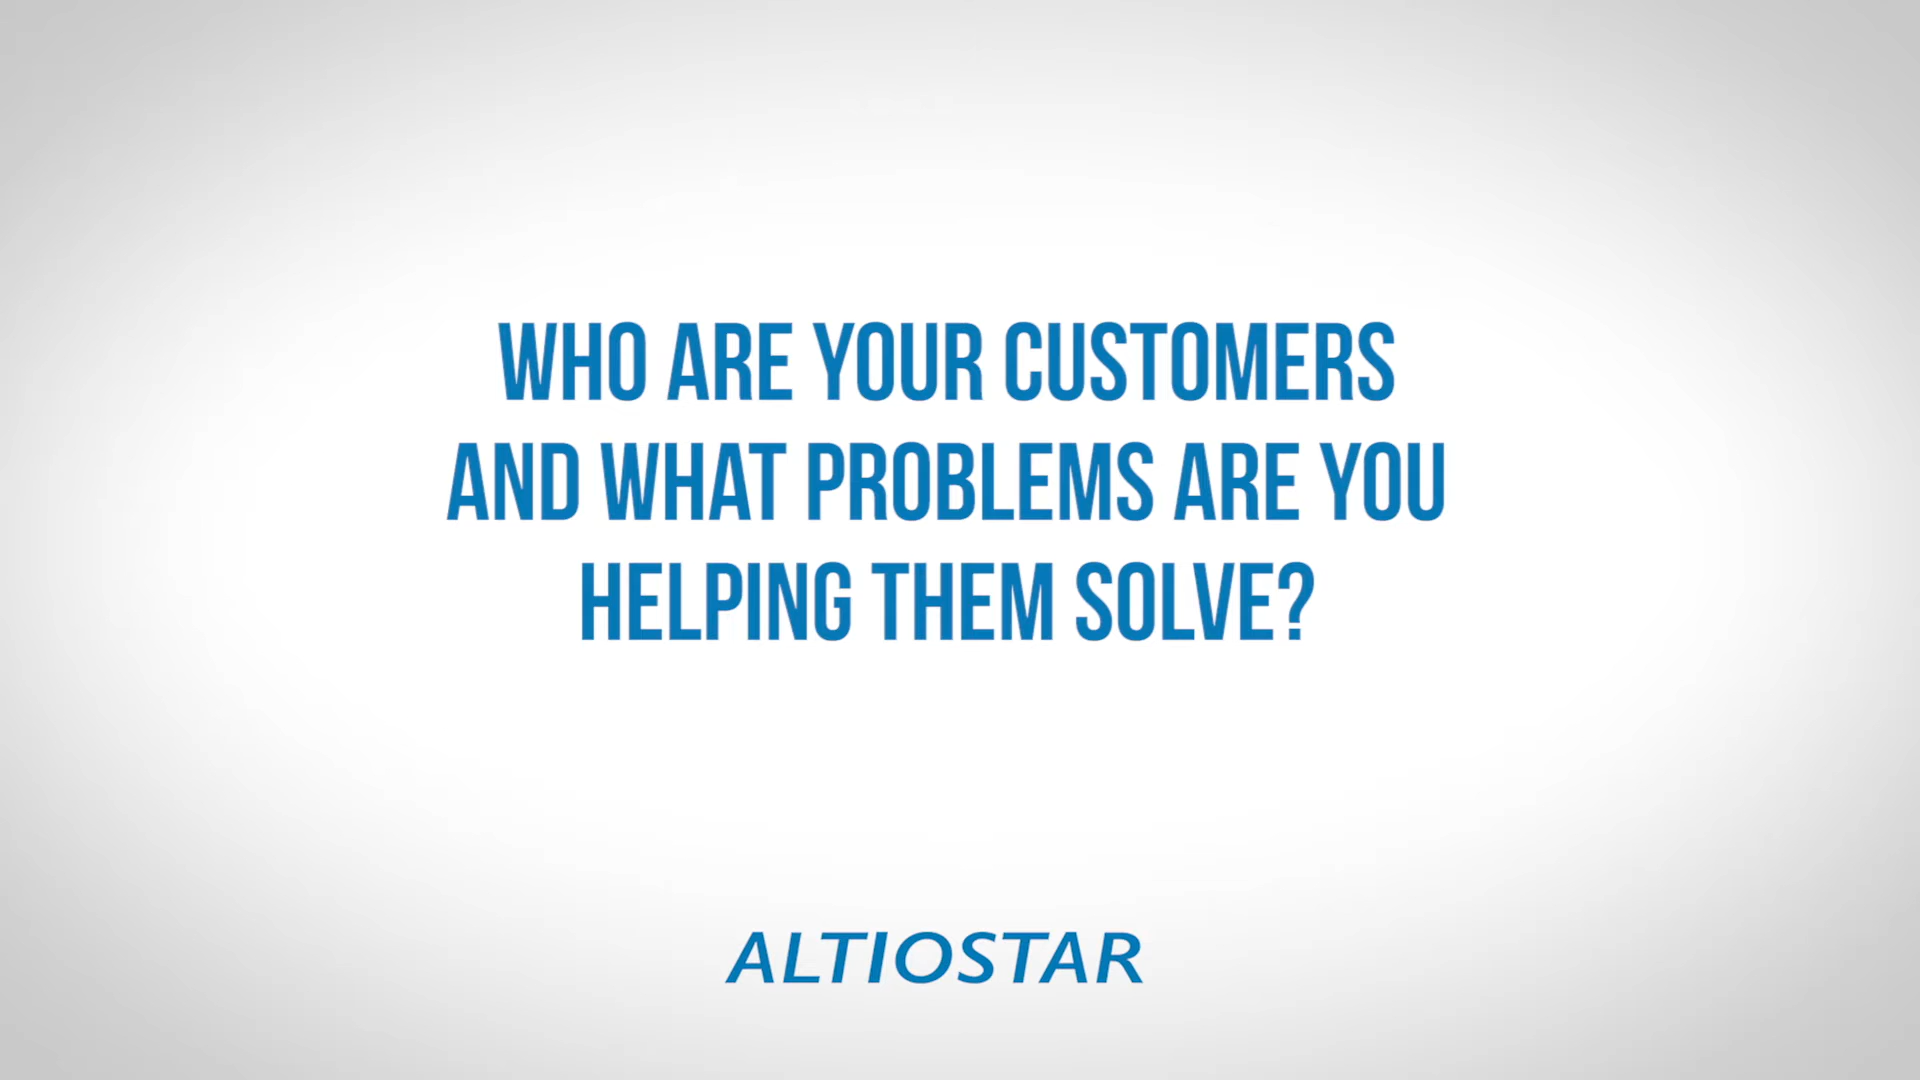 WHO ARE YOUR CUSTOMERS
AND WHAT PROBLEMS ARE YOU
HELPING THEM SOLVE?
ALTIOSTAR